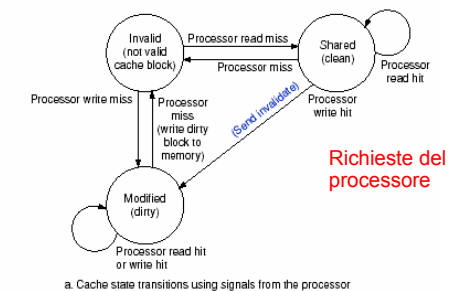 Invalid
(not valid
cache block)
Processor read miss
Processor miss
Shared
(clean)
Processor
read hit
Processor write miss
Processor
miss
(write dirty
block to
memory)
(Send invalidate)
Processor
write hit
Richieste del
processore
Modified
(dirty)
Processor read hit
or write hit
a. Cache state transitions using signals from the processor